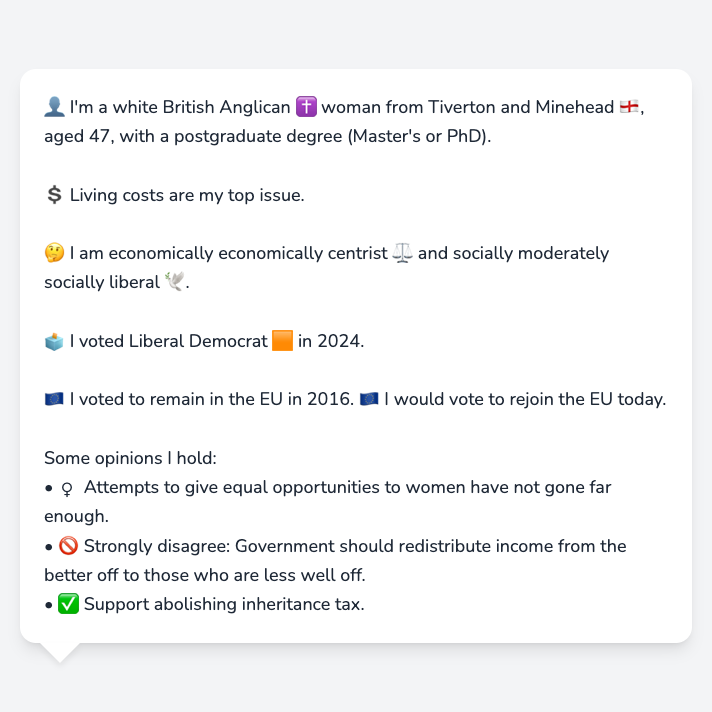 👤 I'm a white British Anglican ✝️ woman from Tiverton and Minehead 🏴󠁧󠁢󠁥󠁮󠁧󠁿,
aged 47, with a postgraduate degree (Master's or PhD).
💲 Living costs are my top issue.
🤔 I am economically economically centrist ⚖️ and socially moderately
socially liberal 🕊️.
🗳️ I voted Liberal Democrat 🟧 in 2024.
🇪🇺 I voted to remain in the EU in 2016. 🇪🇺 I would vote to rejoin the EU today.
Some opinions I hold:
• ♀ Attempts to give equal opportunities to women have not gone far
enough.
• 🚫 Strongly disagree: Government should redistribute income from the
better off to those who are less well off.
• ✅ Support abolishing inheritance tax.